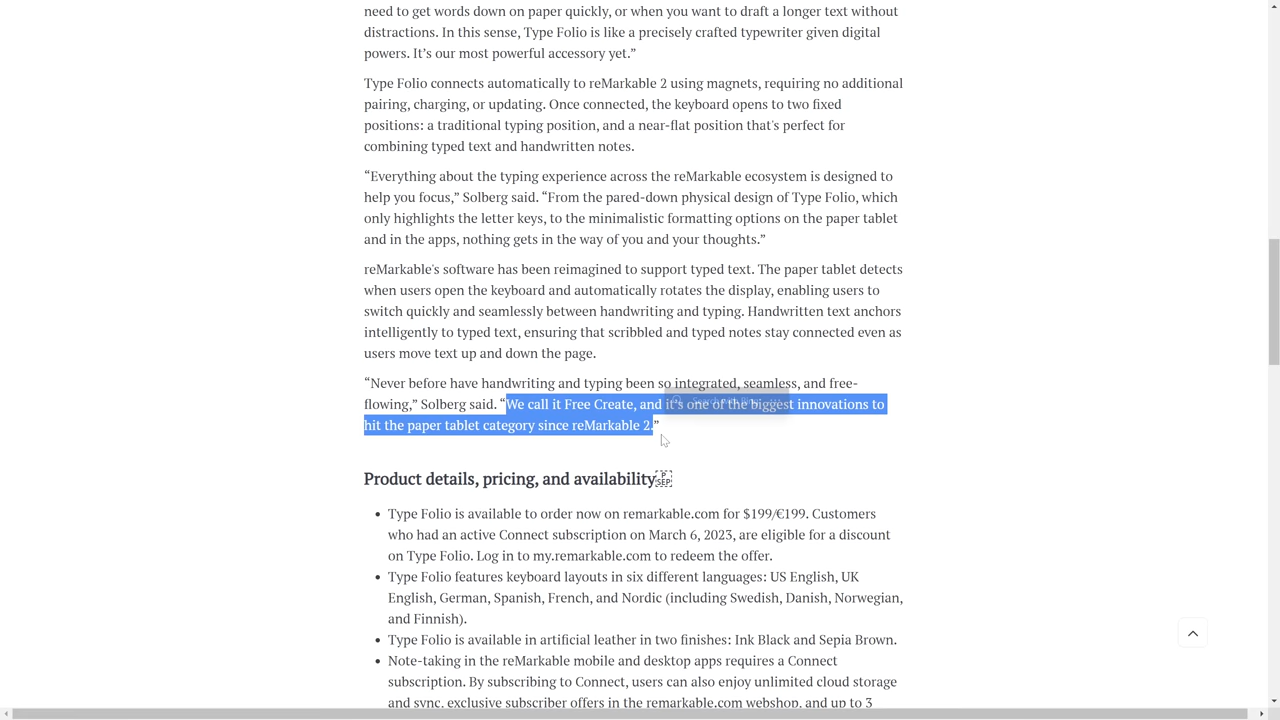 need to get words down on paper quickly, or when you want to draft a longer text without
distractions. In this sense, Type Folio is like a precisely crafted typewriter given digital
powers. It’s our most powerful accessory yet.”
Type Folio connects automatically to reMarkable 2 using magnets, requiring no additional
pairing, charging, or updating. Once connected, the keyboard opens to two fixed
positions: a traditional typing position, and a near-flat position that's perfect for
combining typed text and handwritten notes.
“Everything about the typing experience across the reMarkable ecosystem is designed to
help you focus,” Solberg said. “From the pared-down physical design of Type Folio, which
only highlights the letter keys, to the minimalistic formatting options on the paper tablet
and in the apps, nothing gets in the way of you and your thoughts.”
reMarkable's software has been reimagined to support typed text. The paper tablet detects
when users open the keyboard and automatically rotates the display, enabling users to
switch quickly and seamlessly between handwriting and typing. Handwritten text anchors
intelligently to typed text, ensuring that scribbled and typed notes stay connected even as
users move text up and down the page.
“Never before have handwriting and typing been so integrated, seamless, and free-
flowing,” Solberg said. “We call it Free Create, and it's one of the biggest innovations to
hit the paper tablet category since reMarkable 2.”
Product details, pricing, and availability
• Type Folio is available to order now on remarkable.com for $199/€199. Customers
who had an active Connect subscription on March 6, 2023, are eligible for a discount
on Type Folio. Log in to my.remarkable.com to redeem the offer.
• Type Folio features keyboard layouts in six different languages: US English, UK
English, German, Spanish, French, and Nordic (including Swedish, Danish, Norwegian,
and Finnish).
• Type Folio is available in artificial leather in two finishes: Ink Black and Sepia Brown.
• Note-taking in the reMarkable mobile and desktop apps requires a Connect
subscription. By subscribing to Connect, users can also enjoy unlimited cloud storage
and sync, exclusive subscriber offers in the remarkable.com webshop, and up to 3